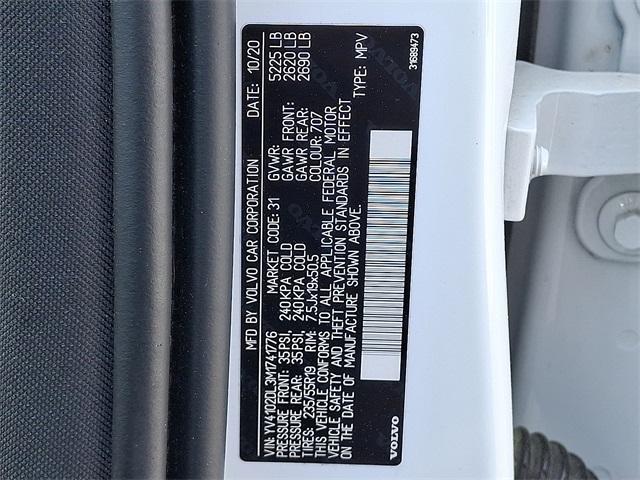 MFD BY VOLVO CAR CORPORATION DATE: 10/20
VIN: YV4102DL3M1741776 MARKET CODE: 31 GVWR: 5225 LB
PRESSURE FRONT: 35PSI, 240KPA COLD GAWR FRONT: 2620 LB
PRESSURE REAR: 35PSI, 240KPA COLD GAWR REAR: 2690 LB
TIRES: 235/55R19 RIM: 7.5Jx19x50.5 COLOUR: 707 TYPE: MPV
THIS VEHICLE CONFORMS TO ALL APPLICABLE FEDERAL MOTOR
VEHICLE SAFETY AND THEFT PREVENTION STANDARDS IN EFFECT
ON THE DATE OF MANUFACTURE SHOWN ABOVE.
VOLVO 31689473